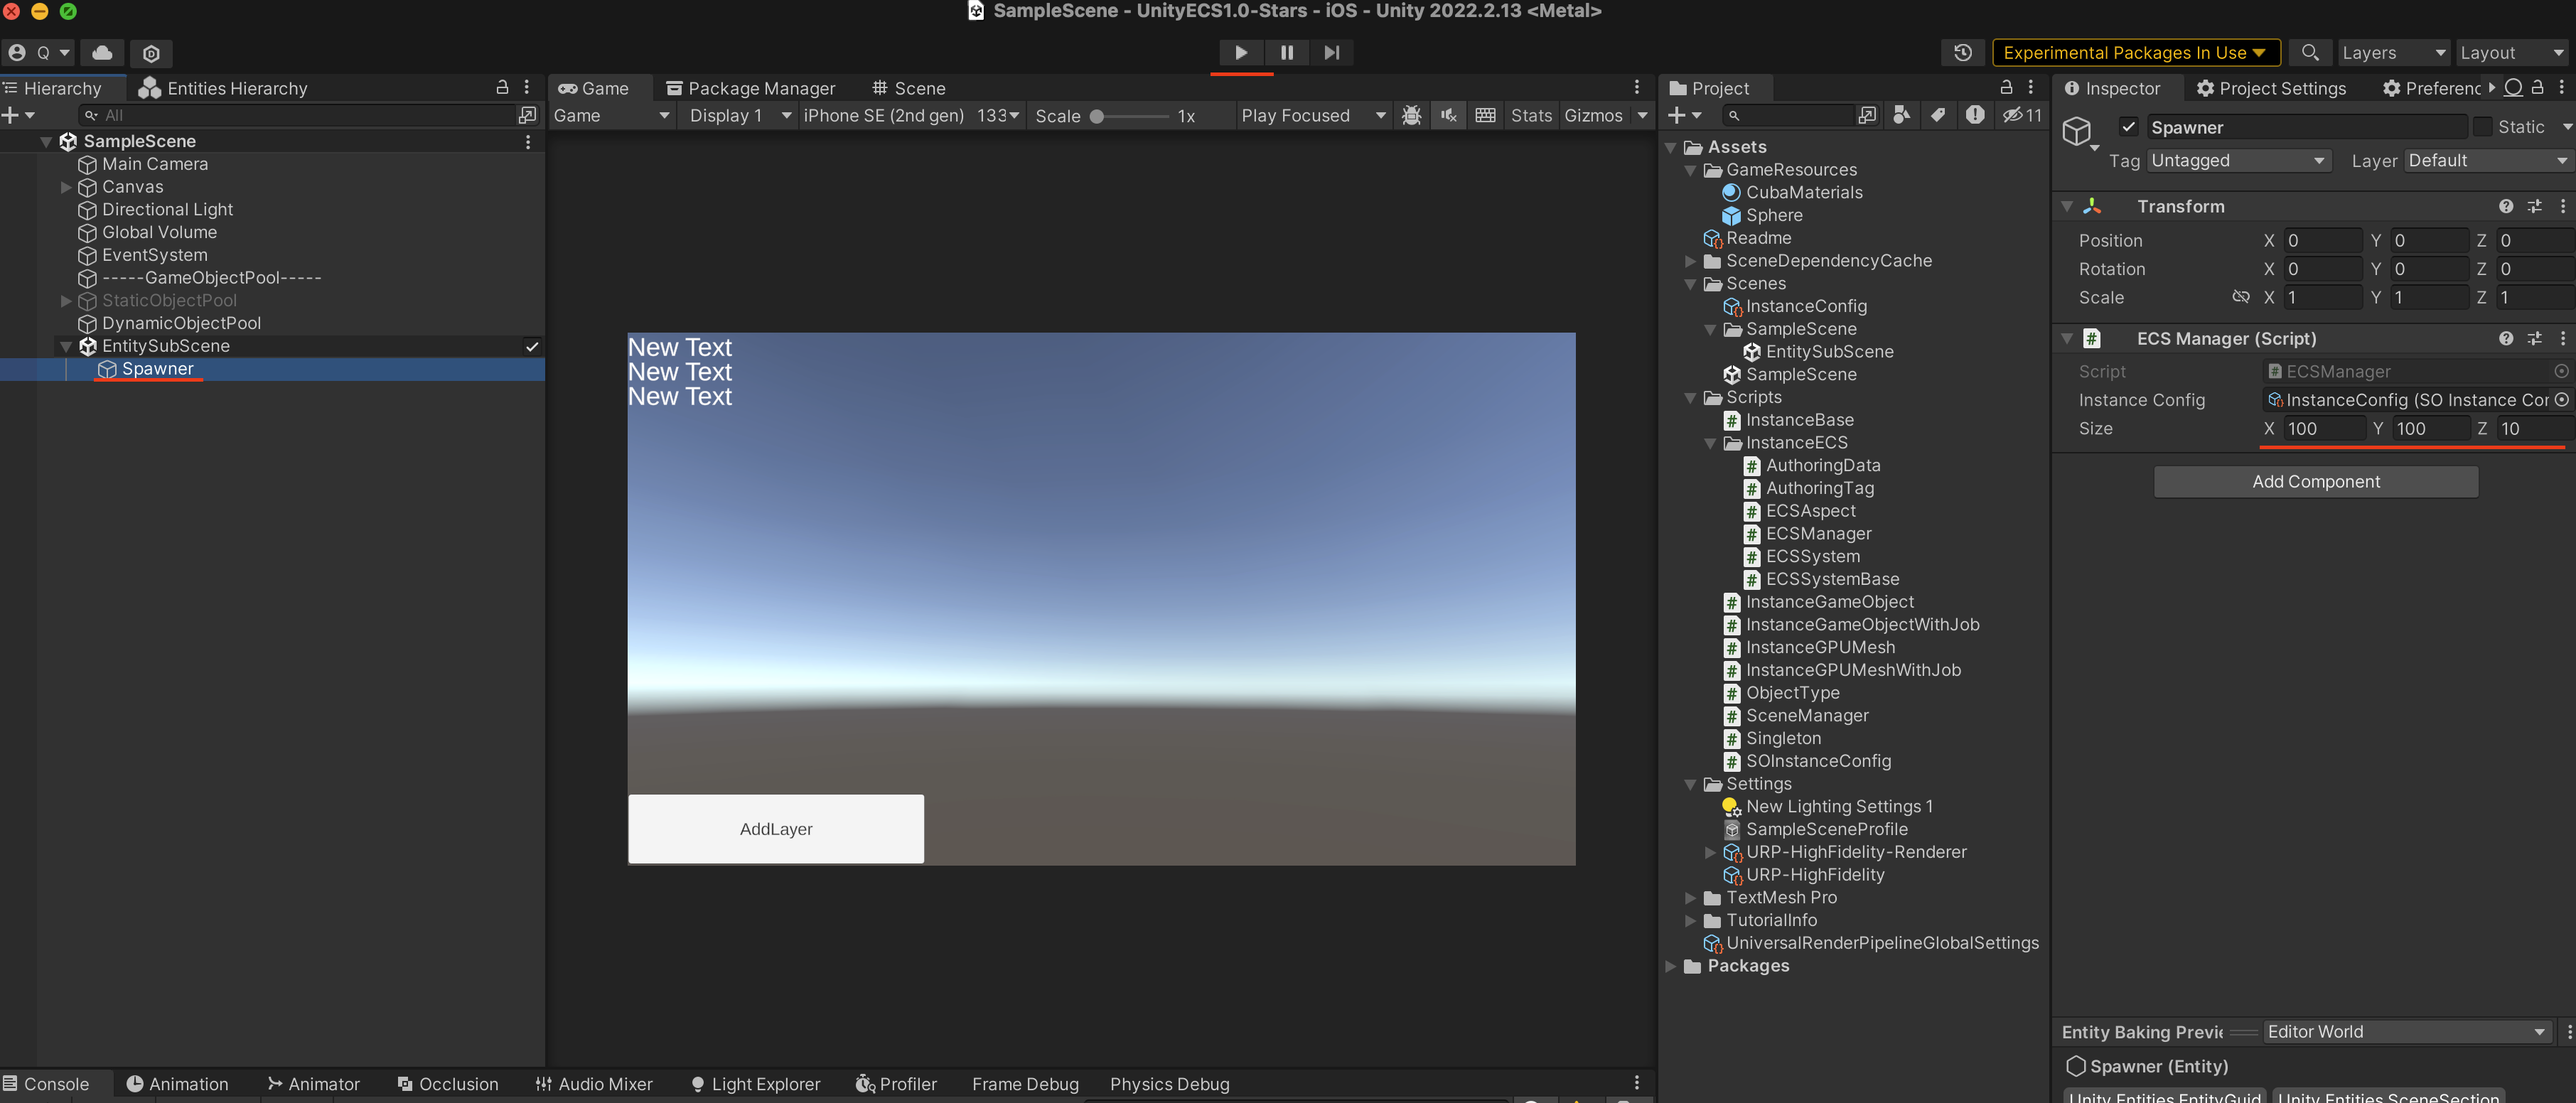 SampleScene - UnityECS1.0-Stars - iOS - Unity 2022.2.13 <Metal>
Q
Experimental Packages In Use
Layers
Layout
Hierarchy
Entities Hierarchy
All
SampleScene
Main Camera
Canvas
Directional Light
Global Volume
EventSystem
-----GameObjectPool-----
StaticObjectPool
DynamicObjectPool
EntitySubScene
Spawner
Game
Package Manager
Scene
Game
Display 1
iPhone SE (2nd gen) 133
Scale
1x
Play Focused
Stats
Gizmos
New Text
New Text
New Text
AddLayer
Project
11
Assets
GameResources
CubaMaterials
Sphere
Readme
SceneDependencyCache
Scenes
InstanceConfig
SampleScene
EntitySubScene
SampleScene
Scripts
InstanceBase
InstanceECS
AuthoringData
AuthoringTag
ECSAspect
ECSManager
ECSSystem
ECSSystemBase
InstanceGameObject
InstanceGameObjectWithJob
InstanceGPUMesh
InstanceGPUMeshWithJob
ObjectType
SceneManager
Singleton
SOInstanceConfig
Settings
New Lighting Settings 1
SampleSceneProfile
URP-HighFidelity-Renderer
URP-HighFidelity
TextMesh Pro
TutorialInfo
UniversalRenderPipelineGlobalSettings
Packages
Inspector
Project Settings
Preferenc
Spawner
Static
Tag Untagged
Layer Default
Transform
Position X 0 Y 0 Z 0
Rotation X 0 Y 0 Z 0
Scale X 1 Y 1 Z 1
ECS Manager (Script)
Script ECSManager
Instance Config InstanceConfig (SO Instance Cor
Size X 100 Y 100 Z 10
Add Component
Entity Baking Previe
Editor World
Spawner (Entity)
Unity.Entities.EntityGuid
Unity.Entities.SceneSection
Console
Animation
Animator
Occlusion
Audio Mixer
Light Explorer
Profiler
Frame Debug
Physics Debug